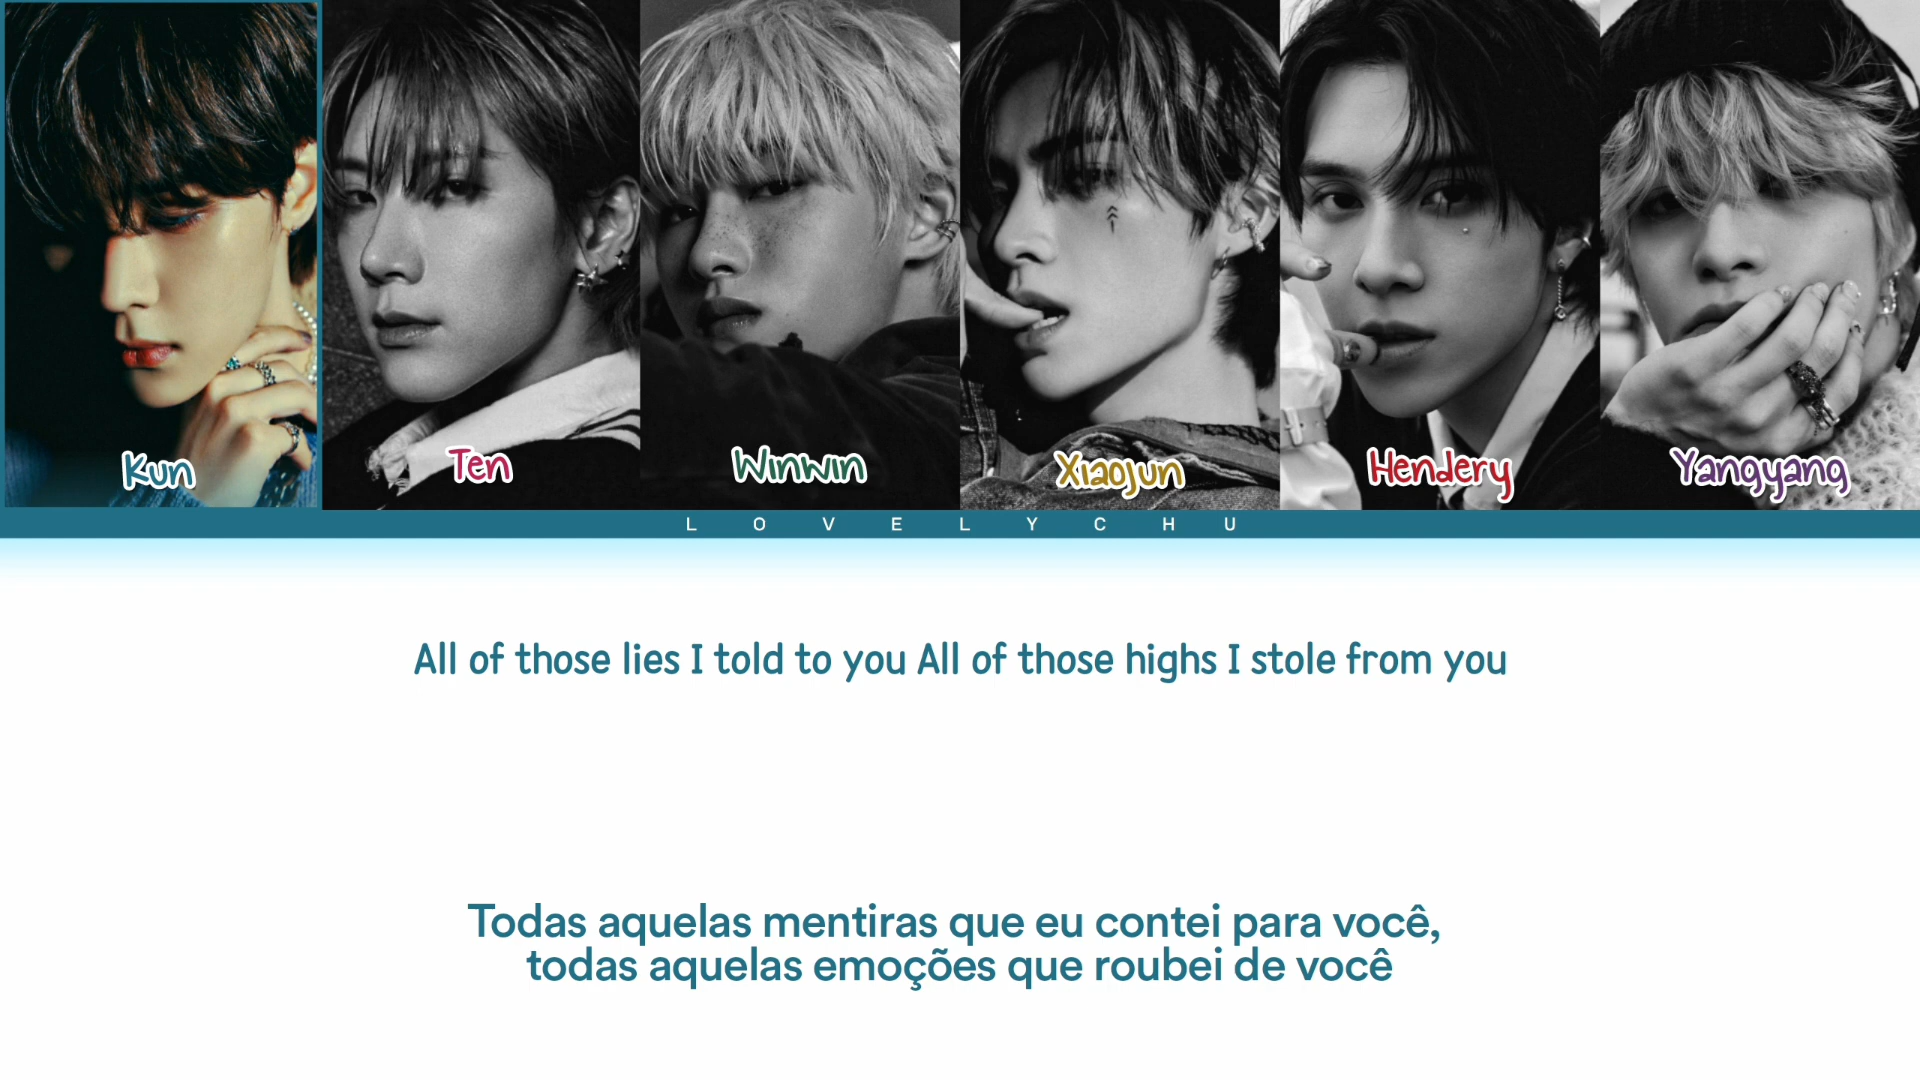 Kun
Ten
Winwin
Xiaojun
Hendery
Yangyang
LOVELYCHU
All of those lies I told to you All of those highs I stole from you
Todas aquelas mentiras que eu contei para você,
todas aquelas emoções que roubei de você